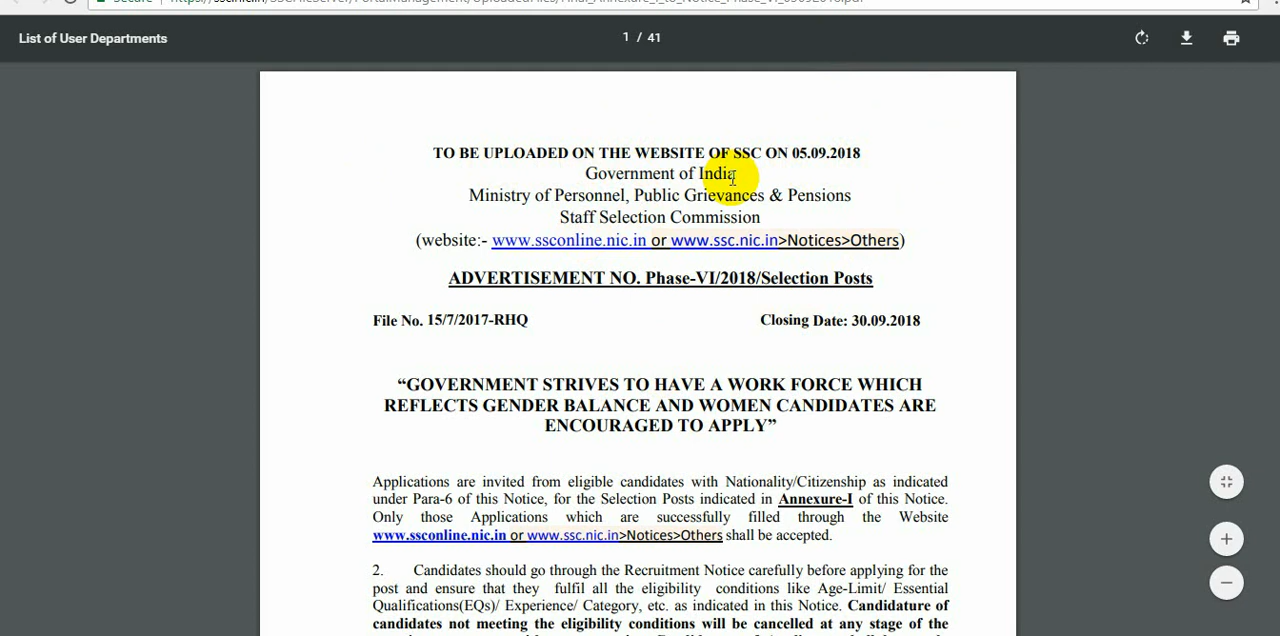 List of User Departments
1 / 41
TO BE UPLOADED ON THE WEBSITE OF SSC ON 05.09.2018
Government of India
Ministry of Personnel, Public Grievances & Pensions
Staff Selection Commission
(website:- www.ssconline.nic.in or www.ssc.nic.in>Notices>Others)
ADVERTISEMENT NO. Phase-VI/2018/Selection Posts
File No. 15/7/2017-RHQ Closing Date: 30.09.2018
“GOVERNMENT STRIVES TO HAVE A WORK FORCE WHICH
REFLECTS GENDER BALANCE AND WOMEN CANDIDATES ARE
ENCOURAGED TO APPLY”
Applications are invited from eligible candidates with Nationality/Citizenship as indicated
under Para-6 of this Notice, for the Selection Posts indicated in Annexure-I of this Notice.
Only those Applications which are successfully filled through the Website
www.ssconline.nic.in or www.ssc.nic.in>Notices>Others shall be accepted.
2. Candidates should go through the Recruitment Notice carefully before applying for the
post and ensure that they fulfil all the eligibility conditions like Age-Limit/ Essential
Qualifications(EQs)/ Experience/ Category, etc. as indicated in this Notice. Candidature of
candidates not meeting the eligibility conditions will be cancelled at any stage of the